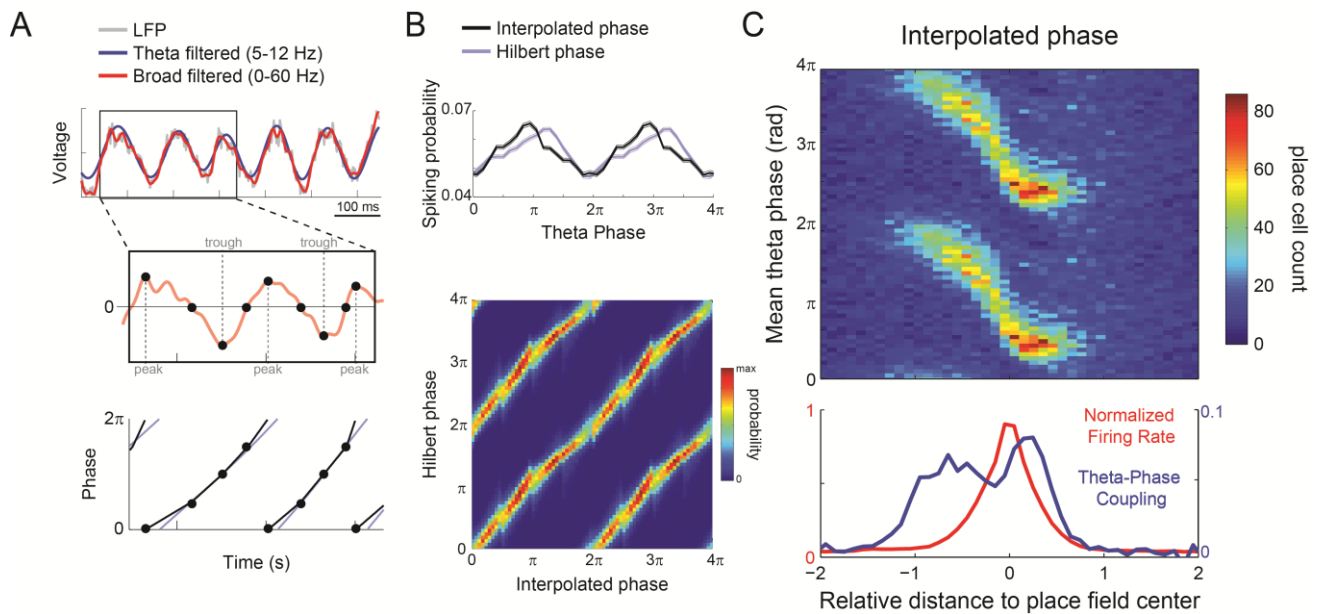 A
LFP
Theta filtered (5-12 Hz)
Broad filtered (0-60 Hz)
Voltage
100 ms
trough
trough
0
peak
peak
peak
2π
Phase
0
Time (s)
B
Interpolated phase
Hilbert phase
Spiking probability
0.07
0.04
0
π
2π
3π
4π
Theta Phase
4π
3π
2π
π
0
Hilbert phase
max
probability
0
0
π
2π
3π
4π
Interpolated phase
C
Interpolated phase
Mean theta phase (rad)
4π
3π
2π
π
0
80
60
40
20
0
place cell count
1
0
0.1
0
Normalized
Firing Rate
Theta-Phase
Coupling
−2
−1
0
1
2
Relative distance to place field center